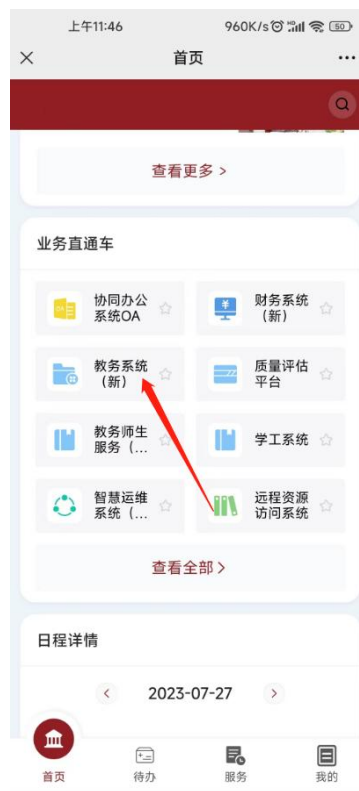 上午11:46
960K/s
HD
50
首页
查看更多 >
业务直通车
协同办公
系统OA
财务系统
（新）
教务系统
（新）
质量评估
平台
教务师生
服务（...
学工系统
智慧运维
系统（...
远程资源
访问系统
查看全部 >
日程详情
< 2023-07-27 >
首页
待办
服务
我的